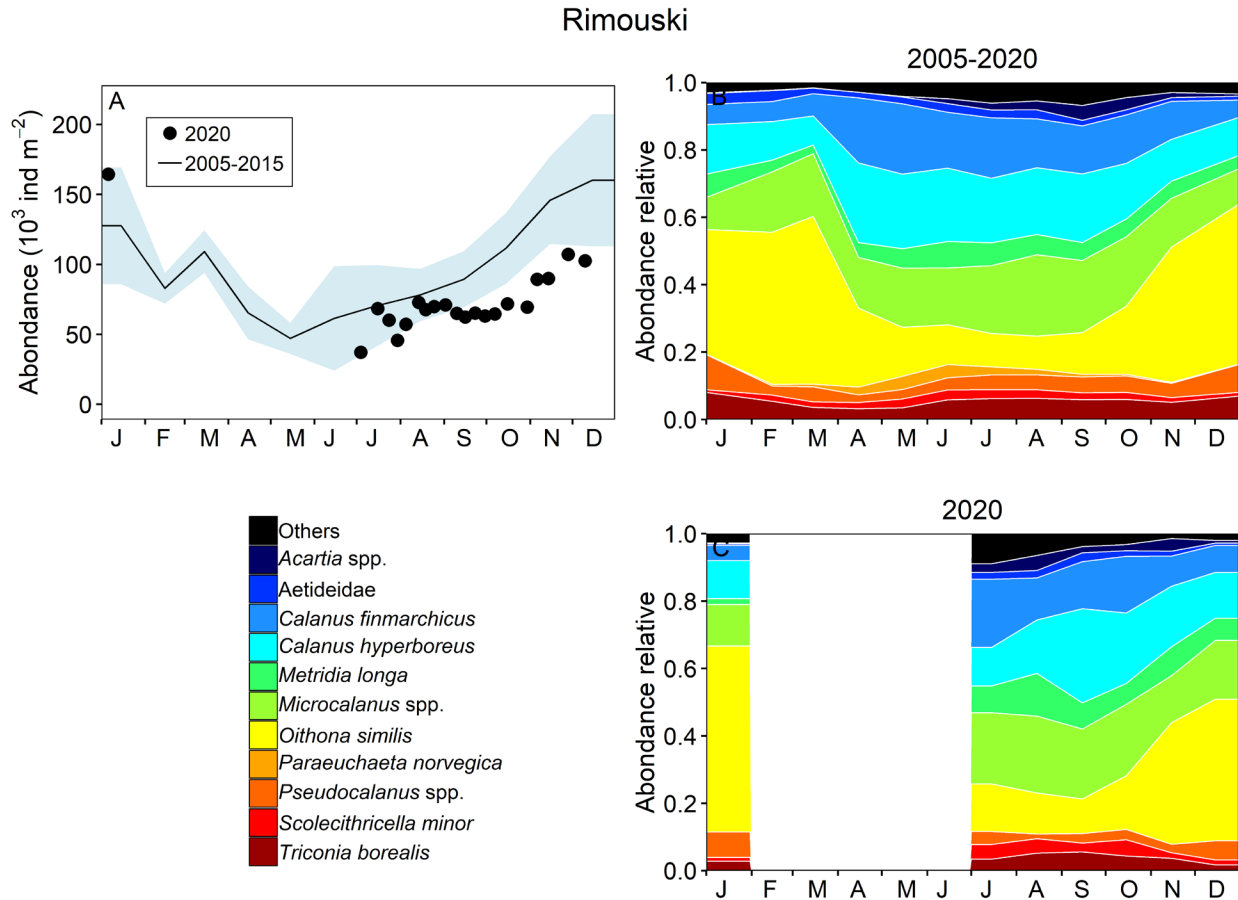 Rimouski
A
Abondance (10³ ind m⁻²)
200
150
100
50
0
2020
2005-2015
J F M A M J J A S O N D
2005-2020
B
Abondance relative
1.0
0.8
0.6
0.4
0.2
0.0
J F M A M J J A S O N D
Others
Acartia spp.
Aetideidae
Calanus finmarchicus
Calanus hyperboreus
Metridia longa
Microcalanus spp.
Oithona similis
Paraeuchaeta norvegica
Pseudocalanus spp.
Scolecithricella minor
Triconia borealis
2020
C
Abondance relative
1.0
0.8
0.6
0.4
0.2
0.0
J F M A M J J A S O N D